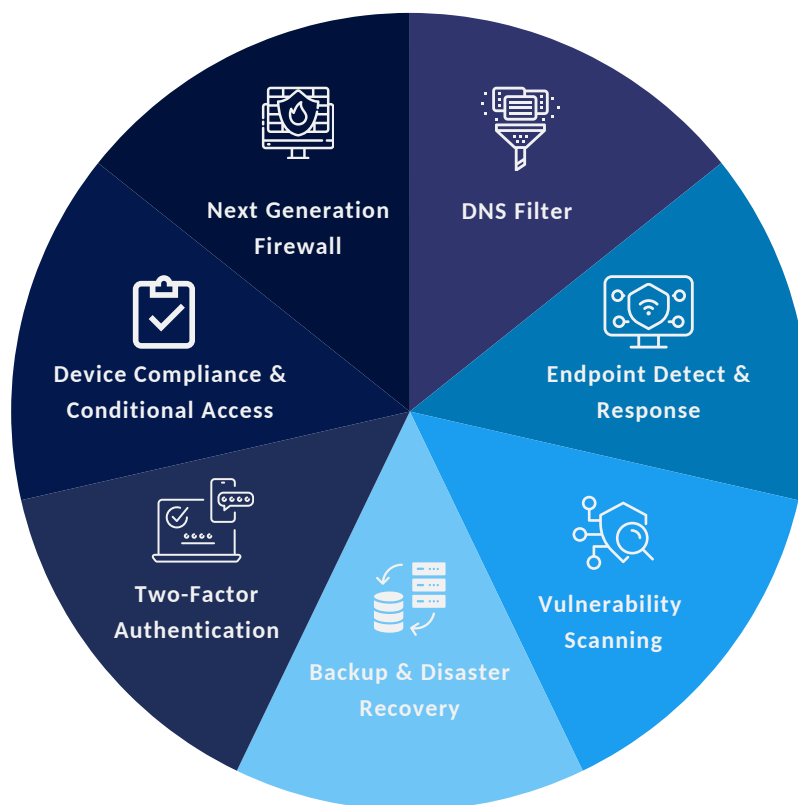 Next Generation
Firewall
DNS Filter
Endpoint Detect &
Response
Vulnerability
Scanning
Backup & Disaster
Recovery
Two-Factor
Authentication
Device Compliance &
Conditional Access